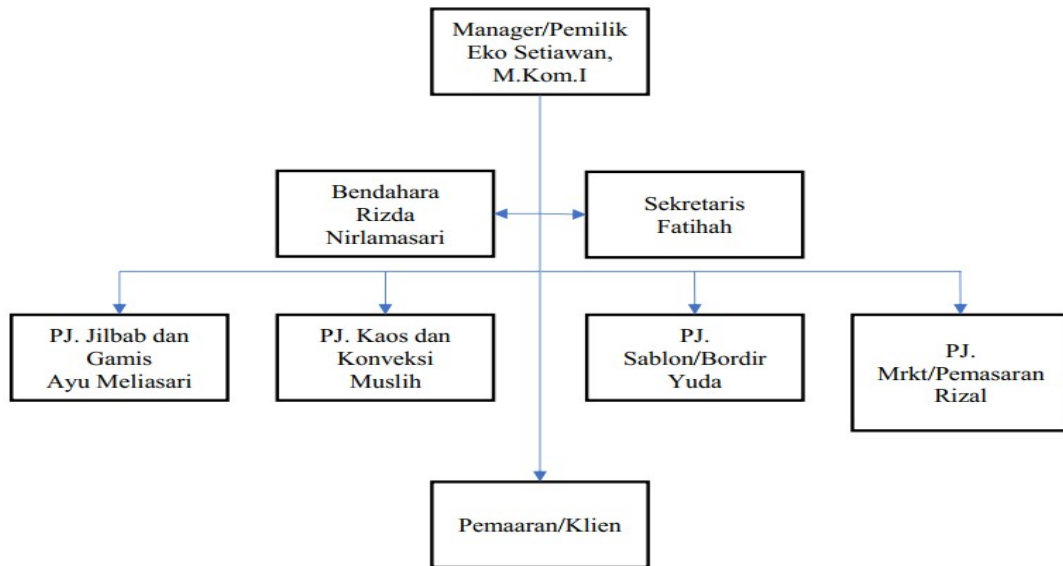 Manager/Pemilik
Eko Setiawan,
M.Kom.I
Bendahara
Rizda
Nirlamasari
Sekretaris
Fatihah
PJ. Jilbab dan
Gamis
Ayu Meliasari
PJ. Kaos dan
Konveksi
Muslih
PJ.
Sablon/Bordir
Yuda
PJ.
Mrkt/Pemasaran
Rizal
Pemaaran/Klien